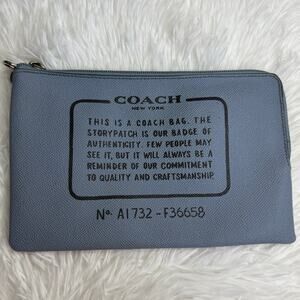 COACH
NEW YORK
THIS IS A COACH BAG. THE
STORYPATCH IS OUR BADGE OF
AUTHENTICITY. FEW PEOPLE MAY
SEE IT, BUT IT WILL ALWAYS BE A
REMINDER OF OUR COMMITMENT
TO QUALITY AND CRAFTSMANSHIP.
No. A1732-F36658